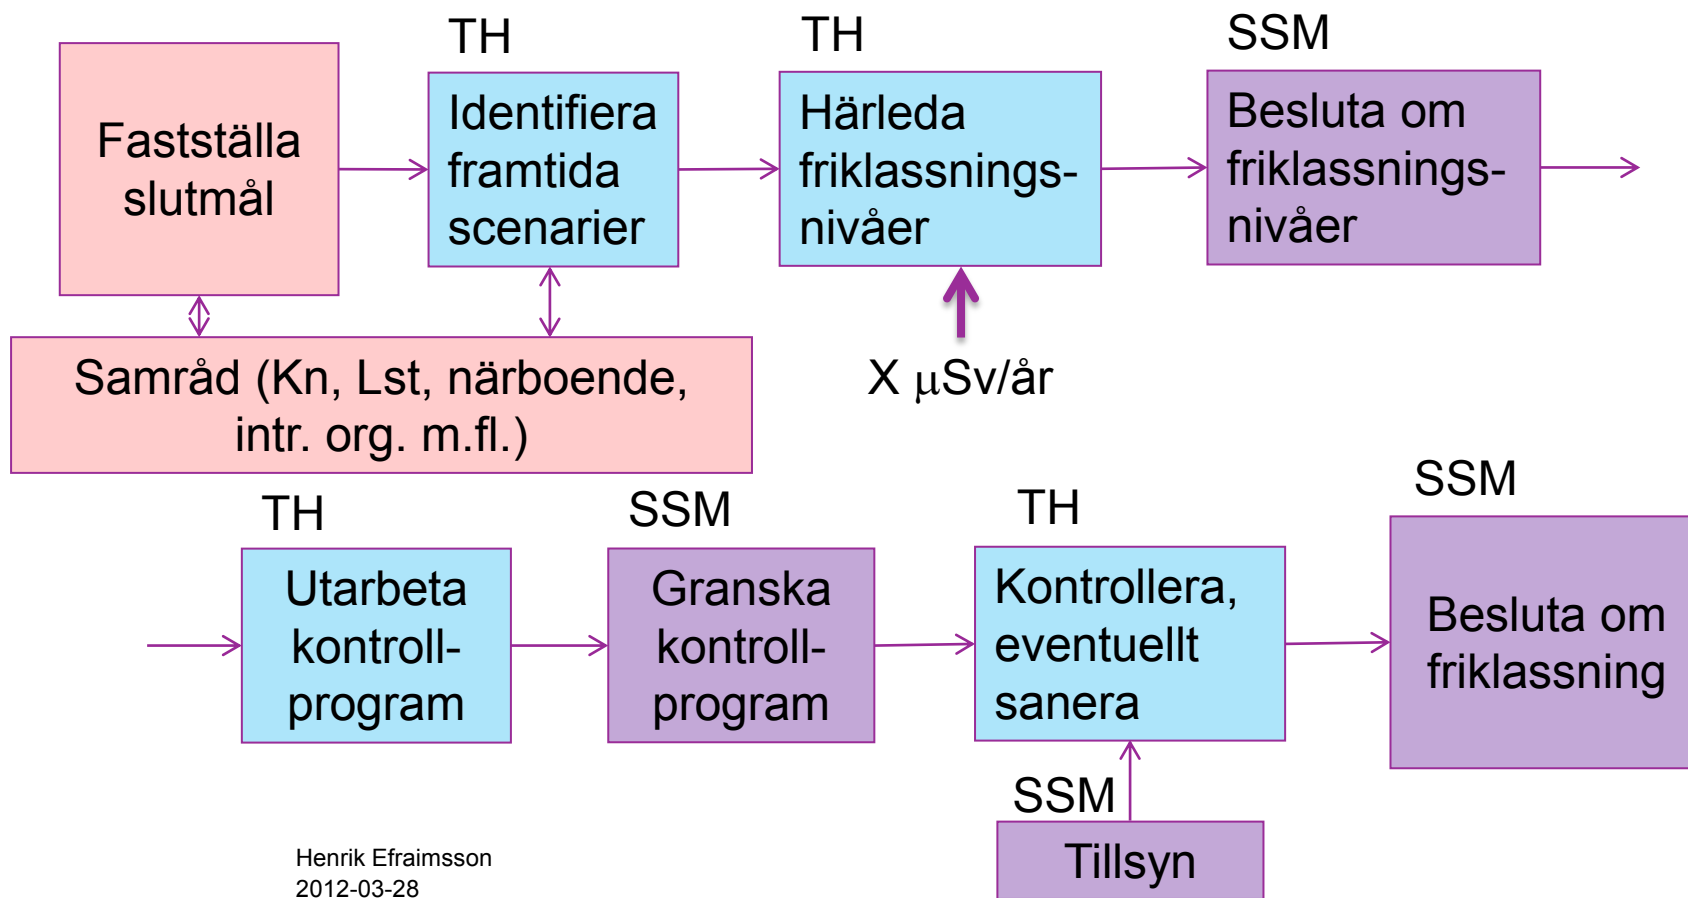 TH
TH
SSM
Fastställa
slutmål
Identifiera
framtida
scenarier
Härleda
friklassnings-
nivåer
Besluta om
friklassnings-
nivåer
Samråd (Kn, Lst, närboende,
intr. org. m.fl.)
X μSv/år
TH
SSM
TH
SSM
Utarbeta
kontroll-
program
Granska
kontroll-
program
Kontrollera,
eventuellt
sanera
Besluta om
friklassning
SSM
Tillsyn
Henrik Efraimsson
2012-03-28